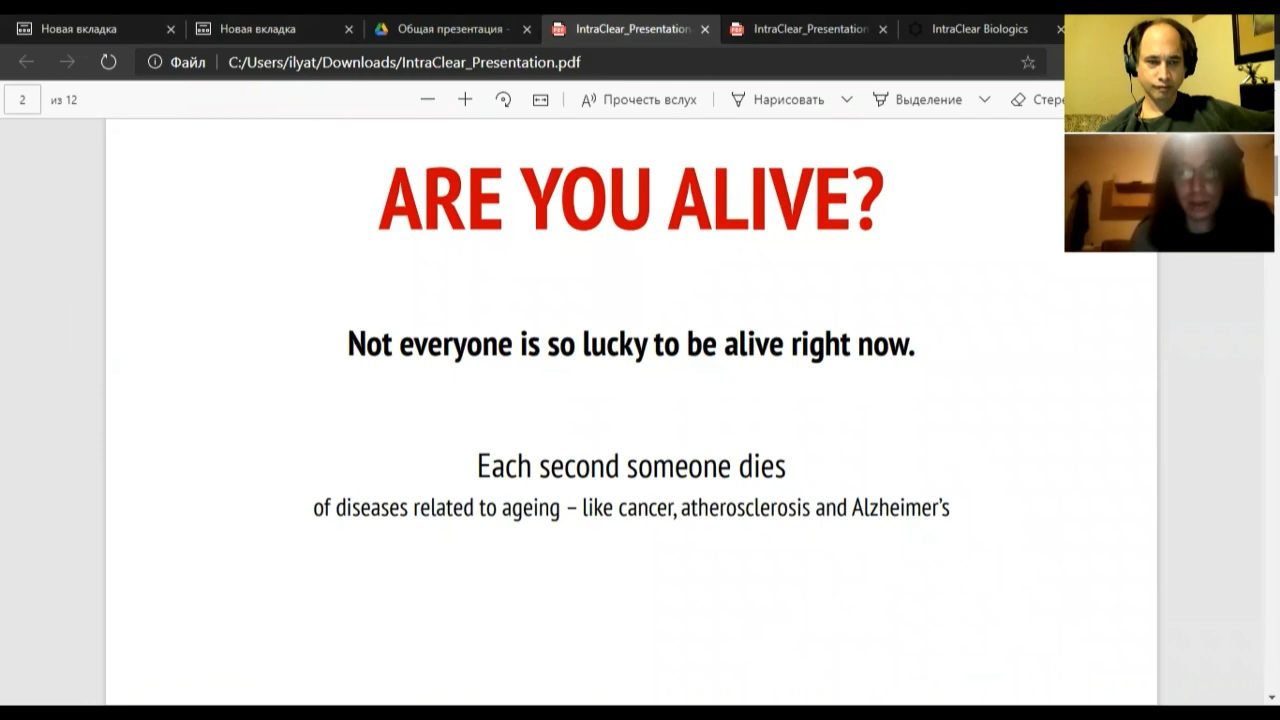 Новая вкладка
Новая вкладка
Общая презентация -
IntraClear_Presentation
IntraClear_Presentation
IntraClear Biologics
Файл
C:/Users/ilyat/Downloads/IntraClear_Presentation.pdf
2 из 12
Прочесть вслух
Нарисовать
Выделение
Стере
ARE YOU ALIVE?
Not everyone is so lucky to be alive right now.
Each second someone dies
of diseases related to ageing – like cancer, atherosclerosis and Alzheimer’s